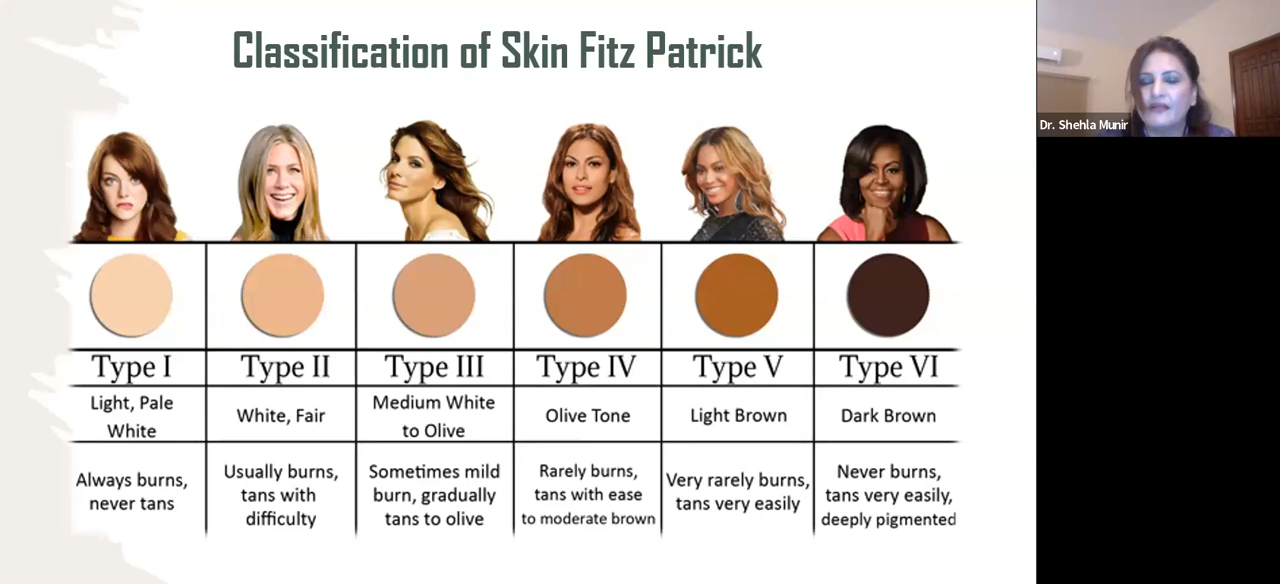 Classification of Skin Fitz Patrick
Dr. Shehla Munir
Type I
Type II
Type III
Type IV
Type V
Type VI
Light, Pale
White
White, Fair
Medium White
to Olive
Olive Tone
Light Brown
Dark Brown
Always burns,
never tans
Usually burns,
tans with
difficulty
Sometimes mild
burn, gradually
tans to olive
Rarely burns,
tans with ease
to moderate brown
Very rarely burns,
tans very easily
Never burns,
tans very easily,
deeply pigmented